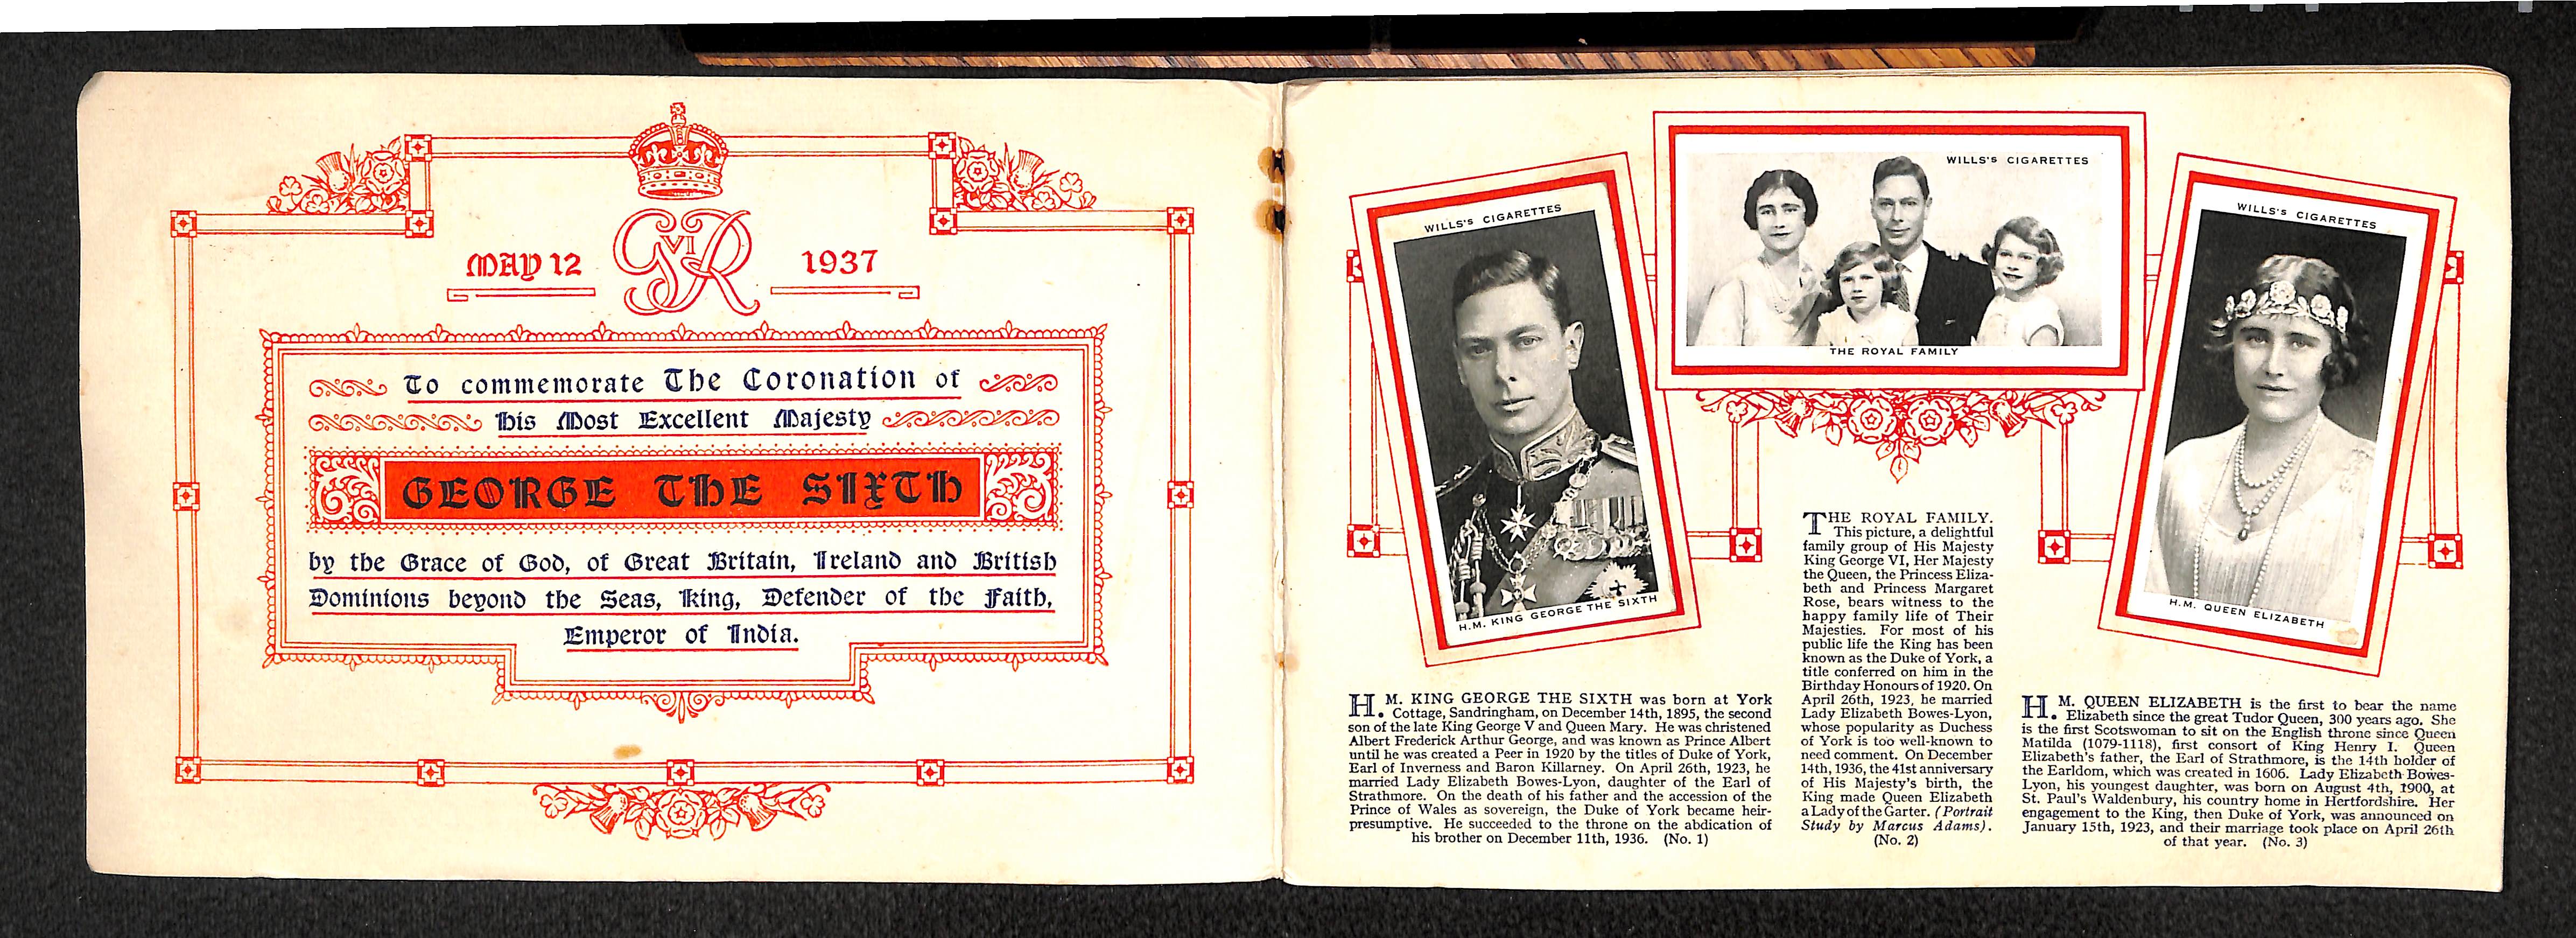 MAY 12
GVIR
1937
To commemorate The Coronation of
His Most Excellent Majesty
GEORGE THE SIXTH
by the Grace of God, of Great Britain, Ireland and British
Dominions beyond the Seas, King, Defender of the Faith,
Emperor of India.
WILL'S CIGARETTES
H.M. KING GEORGE THE SIXTH
WILLS'S CIGARETTES
THE ROYAL FAMILY
WILLS'S CIGARETTES
H.M. QUEEN ELIZABETH
H. M. KING GEORGE THE SIXTH was born at York
Cottage, Sandringham, on December 14th, 1895, the second
son of the late King George V and Queen Mary. He was christened
Albert Frederick Arthur George, and was known as Prince Albert
until he was created a Peer in 1920 by the titles of Duke of York,
Earl of Inverness and Baron Killarney. On April 26th, 1923, he
married Lady Elizabeth Bowes-Lyon, daughter of the Earl of
Strathmore. On the death of his father and the accession of the
Prince of Wales as sovereign, the Duke of York became heir-
presumptive. He succeeded to the throne on the abdication of
his brother on December 11th, 1936. (No. 1)
THE ROYAL FAMILY.
This picture, a delightful
family group of His Majesty
King George VI, Her Majesty
the Queen, the Princess Eliza-
beth and Princess Margaret
Rose, bears witness to the
happy family life of Their
Majesties. For most of his
public life the King has been
known as the Duke of York, a
title conferred on him in the
Birthday Honours of 1920. On
April 26th, 1923, he married
Lady Elizabeth Bowes-Lyon,
whose popularity as Duchess
of York is too well-known to
need comment. On December
14th, 1936, the 41st anniversary
of His Majesty's birth, the
King made Queen Elizabeth
a Lady of the Garter. (Portrait
Study by Marcus Adams).
(No. 2)
H. M. QUEEN ELIZABETH is the first to bear the name
Elizabeth since the great Tudor Queen, 300 years ago. She
is the first Scotswoman to sit on the English throne since Queen
Matilda (1079-1118), first consort of King Henry I. Queen
Elizabeth's father, the Earl of Strathmore, is the 14th holder of
the Earldom, which was created in 1606. Lady Elizabeth Bowes-
Lyon, his youngest daughter, was born on August 4th, 1900, at
St. Paul's Waldenbury, his country home in Hertfordshire. Her
engagement to the King, then Duke of York, was announced on
January 15th, 1923, and their marriage took place on April 26th
of that year. (No. 3)